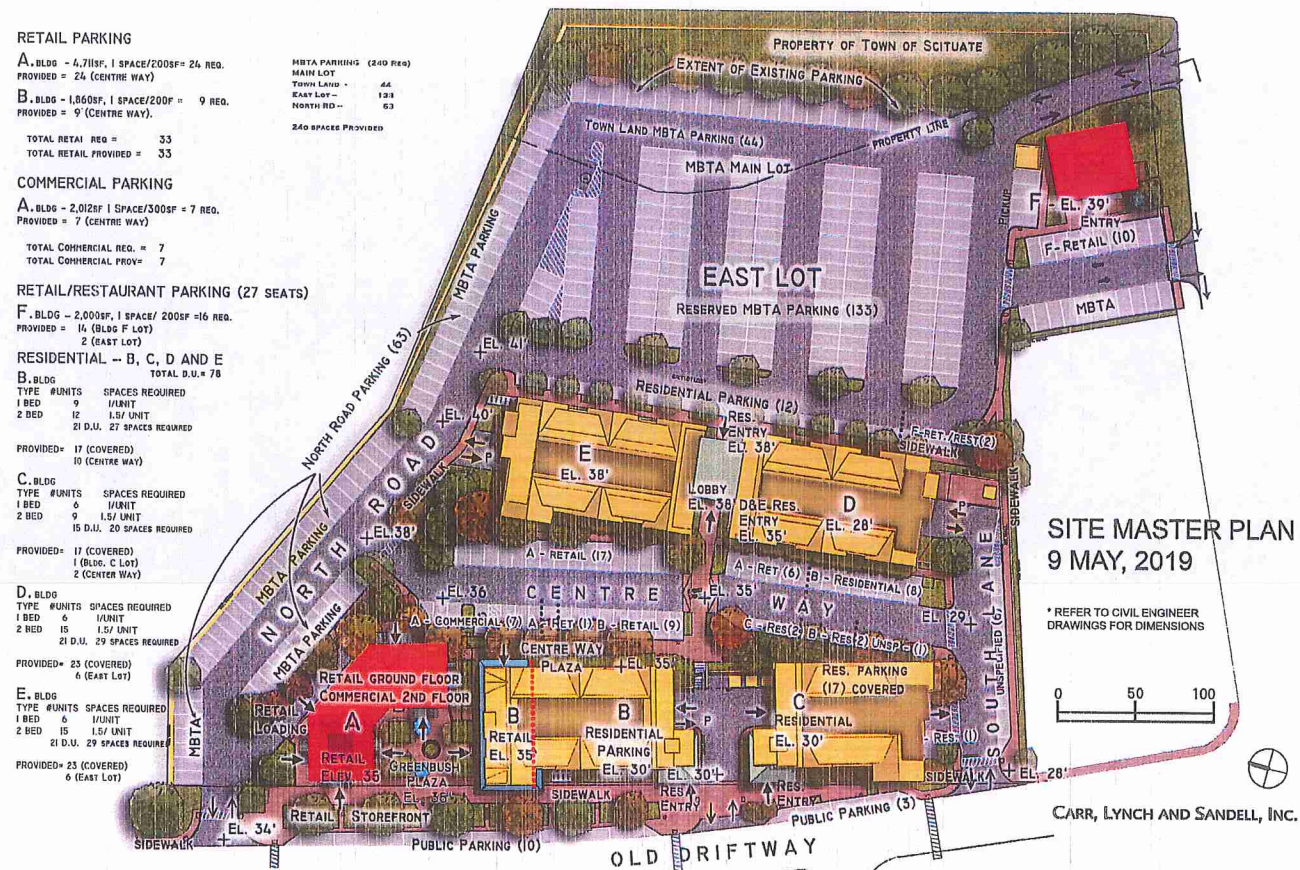 RETAIL PARKING
A. BLDG - 4,711SF, 1 SPACE/200SF= 24 REQ.
PROVIDED = 24 (CENTRE WAY)
B. BLDG - 1,860SF, 1 SPACE/200F = 9 REQ.
PROVIDED = 9 (CENTRE WAY).
TOTAL RETAI REQ = 33
TOTAL RETAIL PROVIDED = 33
COMMERCIAL PARKING
A. BLDG - 2,012SF 1 SPACE/300SF = 7 REQ.
PROVIDED = 7 (CENTRE WAY)
TOTAL COMMERCIAL REQ. = 7
TOTAL COMMERCIAL PROV= 7
RETAIL/RESTAURANT PARKING (27 SEATS)
F. BLDG - 2,000SF, 1 SPACE/ 200SF =16 REQ.
PROVIDED = 14 (BLDG F LOT)
2 (EAST LOT)
RESIDENTIAL -- B, C, D AND E
TOTAL D.U.= 78
B. BLDG
TYPE #UNITS SPACES REQUIRED
1 BED 9 1/UNIT
2 BED 12 1.5/ UNIT
21 D.U. 27 SPACES REQUIRED
PROVIDED= 17 (COVERED)
10 (CENTRE WAY)
C. BLDG
TYPE #UNITS SPACES REQUIRED
1 BED 6 1/UNIT
2 BED 9 1.5/ UNIT
15 D.U. 20 SPACES REQUIRED
PROVIDED= 17 (COVERED)
1 (BLDG. C LOT)
2 (CENTER WAY)
D. BLDG
TYPE #UNITS SPACES REQUIRED
1 BED 6 1/UNIT
2 BED 15 1.5/ UNIT
21 D.U. 29 SPACES REQUIRED
PROVIDED= 23 (COVERED)
6 (EAST LOT)
E. BLDG
TYPE #UNITS SPACES REQUIRED
1 BED 6 1/UNIT
2 BED 15 1.5/ UNIT
21 D.U. 29 SPACES REQUIRED
PROVIDED= 23 (COVERED)
6 (EAST LOT)
MBTA PARKING (240 REQ)
MAIN LOT
TOWN LAND - 44
EAST LOT - 133
NORTH RD -- 63
240 SPACES PROVIDED
PROPERTY OF TOWN OF SCITUATE
EXTENT OF EXISTING PARKING
TOWN LAND MBTA PARKING (44)
PROPERTY LINE
MBTA MAIN LOT
MBTA PARKING
PICKUP
F - EL. 39'
ENTRY
F-RETAIL (10)
MBTA
EAST LOT
RESERVED MBTA PARKING (133)
EL. 41'
NORTH ROAD PARKING (63)
RESIDENTIAL PARKING (12)
EL. 40'
RES.
ENTRY
EL. 38'
F-RET./REST(2)
SIDEWALK
SIDEWALK
P
E
EL. 38'
LOBBY
EL. 38'
D&E RES.
ENTRY
EL. 35'
D
EL. 28'
P
SIDEWALK
NORTH ROAD
EL.38'
MBTA PARKING
MBTA PARKING
A - RETAIL (17)
A - RET (6)
B - RESIDENTIAL (8)
EL.36
CENTRE WAY
EL. 35'
EL. 29
A - COMMERCIAL (7)
A - RET (1)
B - RETAIL (9)
C - RES(2)
B - RES(2)
UNSP - (1)
SOUTH LANE
UNSPECIFIED (6)
CENTRE WAY
PLAZA
EL. 35'
RETAIL GROUND FLOOR
COMMERCIAL 2ND FLOOR
RETAIL
LOADING
A
RETAIL
ELEV. 35
GREENBUSH
PLAZA
EL. 36'
B
RETAIL
EL. 35
B
RESIDENTIAL
PARKING
EL. 30'
P
RES. PARKING
(17) COVERED
C
RESIDENTIAL
EL. 30'
RES. (1)
MBTA
EL. 30'
SIDEWALK
EL. 28'
RES.
ENTRY
RES.
ENTRY
SIDEWALK
EL. 34'
RETAIL STOREFRONT
SIDEWALK
PUBLIC PARKING (10)
PUBLIC PARKING (3)
OLD DRIFTWAY
SITE MASTER PLAN
9 MAY, 2019
* REFER TO CIVIL ENGINEER
DRAWINGS FOR DIMENSIONS
0 50 100
CARR, LYNCH AND SANDELL, INC.